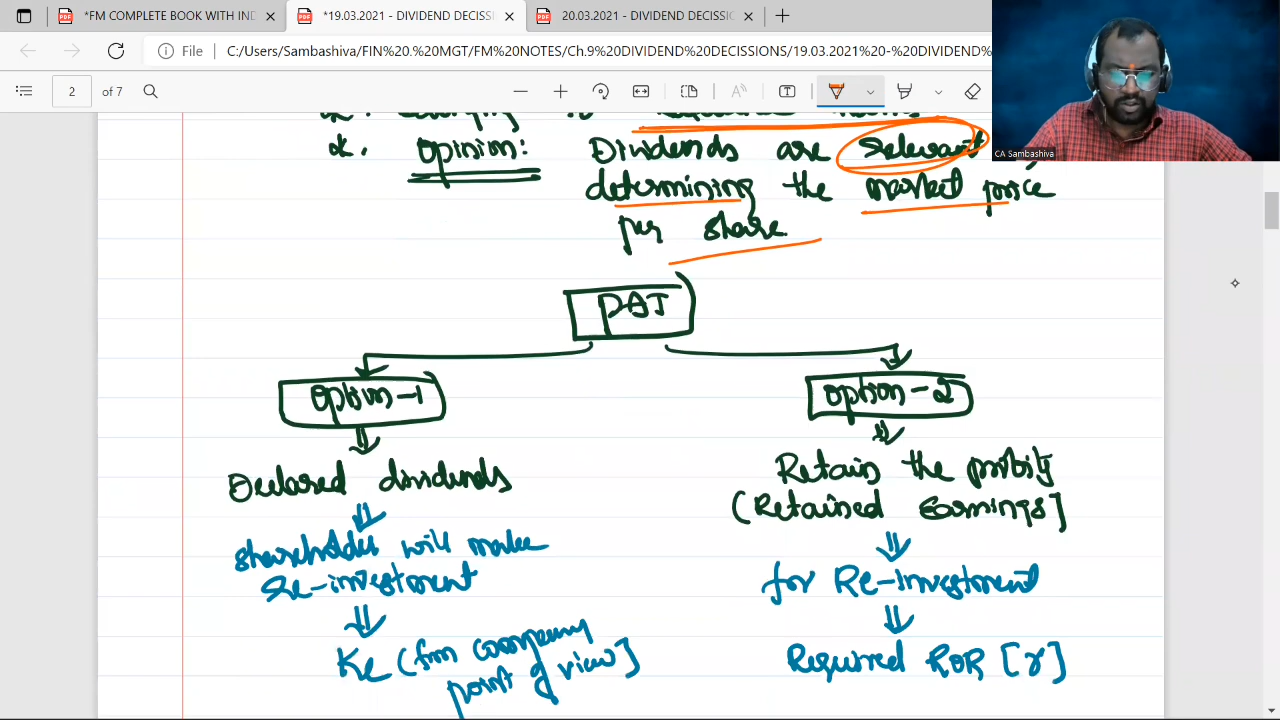 *FM COMPLETE BOOK WITH IND
*19.03.2021 - DIVIDEND DECISSIO
20.03.2021 - DIVIDEND DECISSIO
File
C:/Users/Sambashiva/FIN%20.%20MGT/FM%20NOTES/Ch.9%20DIVIDEND%20DECISSIONS/19.03.2021%20-%20DIVIDEND%
2 of 7
CA Sambashiva
Opinion: Dividends are relevant
determining the market price
per share.
PAT
Option-1
option-2
Declared dividends
Retain the profits
(Retained Earnings]
shareholders will make
Re-investment
for Re-Investment
Ke (from company
point of view]
Required ROR [r]